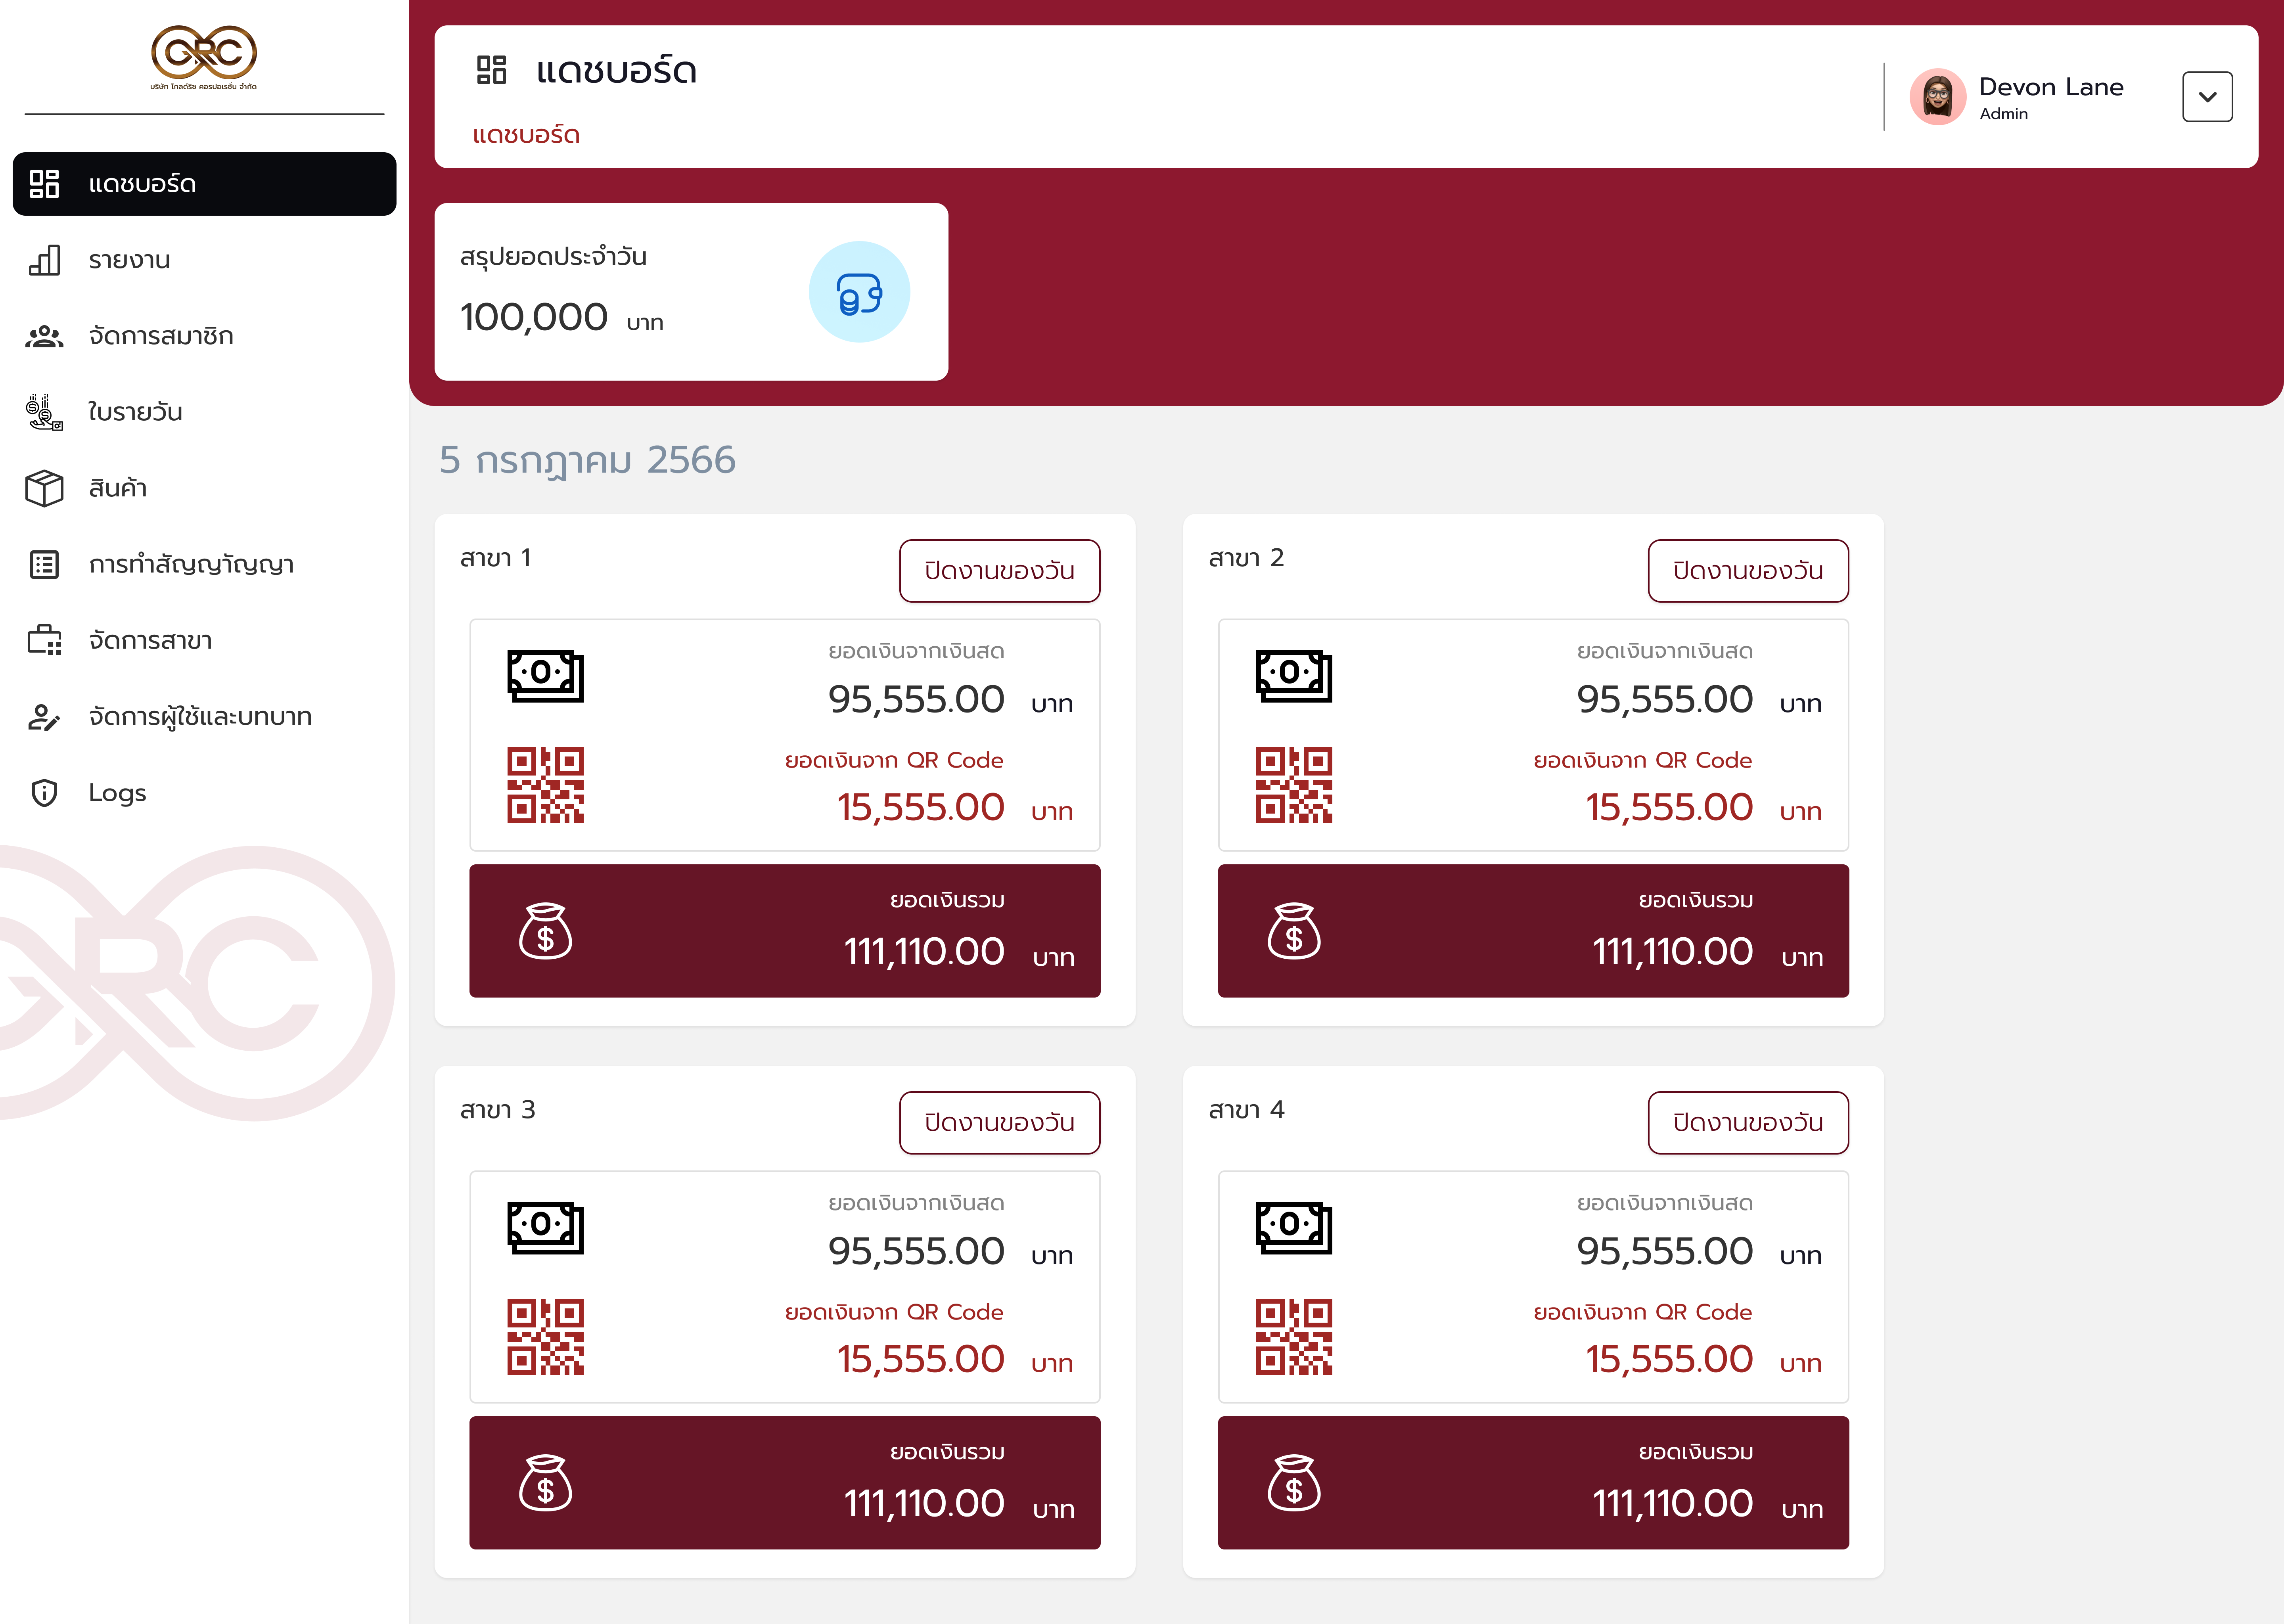 GRC
บริษัท โกลด์ริช คอรปอเรชั่น จำกัด
แดชบอร์ด
รายงาน
จัดการสมาชิก
ใบรายวัน
สินค้า
การทำสัญญาัญญา
จัดการสาขา
จัดการผู้ใช้และบทบาท
Logs
GRC
แดชบอร์ด
แดชบอร์ด
Devon Lane
Admin
สรุปยอดประจำวัน
100,000 บาท
5 กรกฎาคม 2566
สาขา 1
ปิดงานของวัน
ยอดเงินจากเงินสด
95,555.00 บาท
ยอดเงินจาก QR Code
15,555.00 บาท
ยอดเงินรวม
111,110.00 บาท
สาขา 2
ปิดงานของวัน
ยอดเงินจากเงินสด
95,555.00 บาท
ยอดเงินจาก QR Code
15,555.00 บาท
ยอดเงินรวม
111,110.00 บาท
สาขา 3
ปิดงานของวัน
ยอดเงินจากเงินสด
95,555.00 บาท
ยอดเงินจาก QR Code
15,555.00 บาท
ยอดเงินรวม
111,110.00 บาท
สาขา 4
ปิดงานของวัน
ยอดเงินจากเงินสด
95,555.00 บาท
ยอดเงินจาก QR Code
15,555.00 บาท
ยอดเงินรวม
111,110.00 บาท